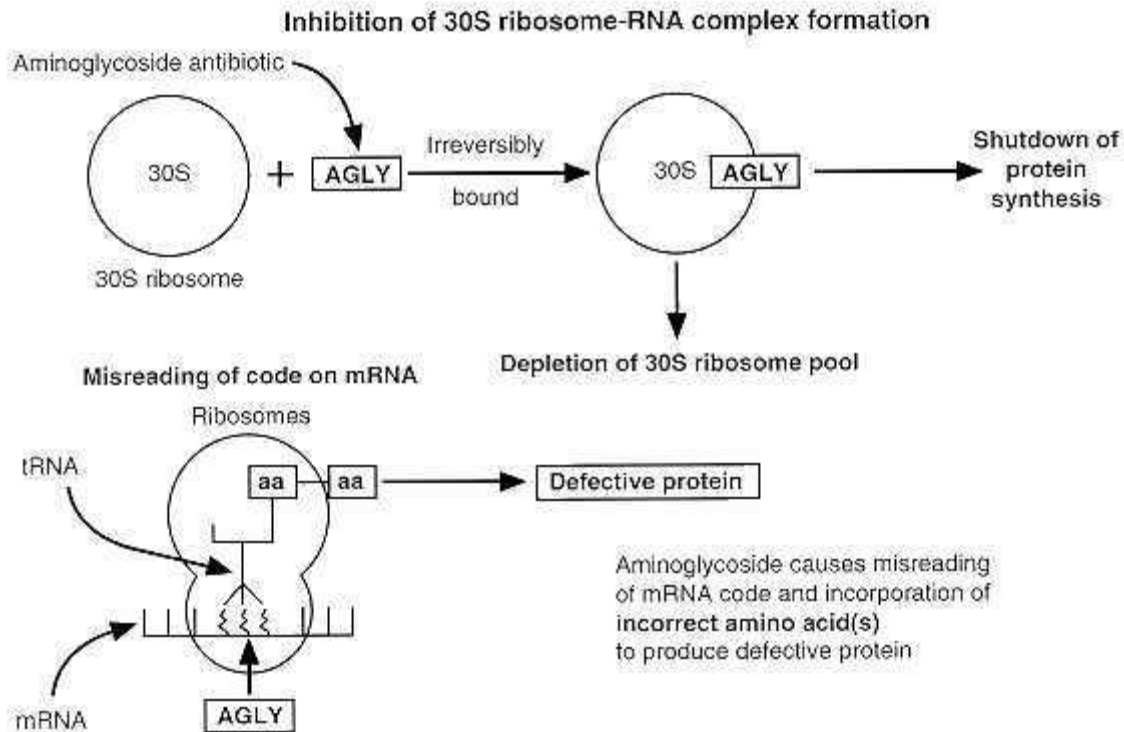 Inhibition of 30S ribosome-RNA complex formation
Aminoglycoside antibiotic
30S
+
AGLY
Irreversibly
bound
30S
AGLY
Shutdown of
protein
synthesis
30S ribosome
Depletion of 30S ribosome pool
Misreading of code on mRNA
Ribosomes
tRNA
aa
aa
Defective protein
Aminoglycoside causes misreading
of mRNA code and incorporation of
incorrect amino acid(s)
to produce defective protein
mRNA
AGLY